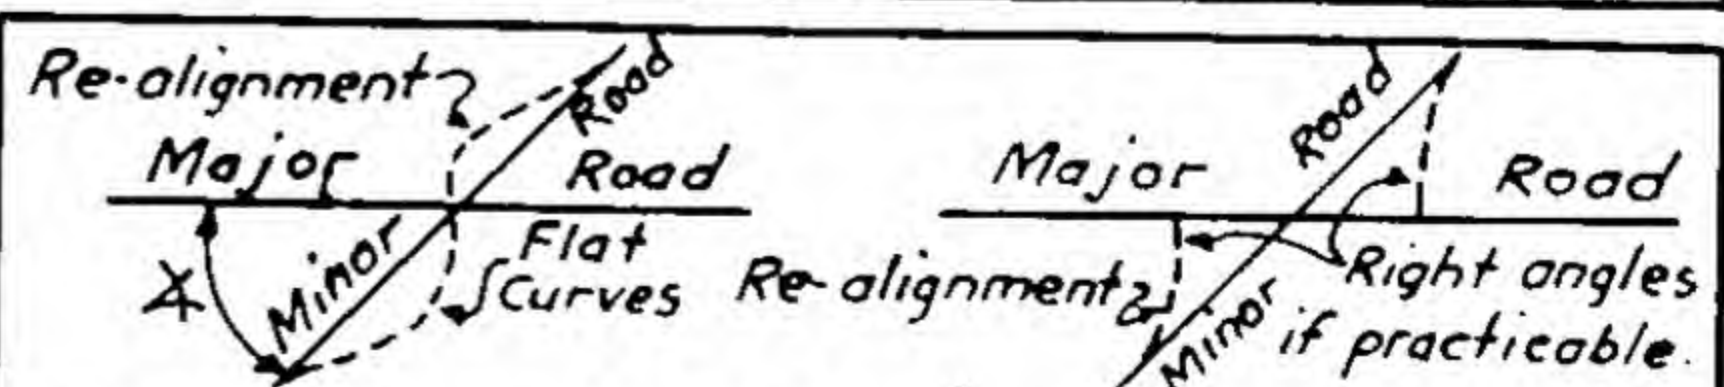 Re-alignment
Road
Major Road
Minor
Flat
Curves
Road
Major Road
Re-alignment
Minor
Right angles
if practicable.